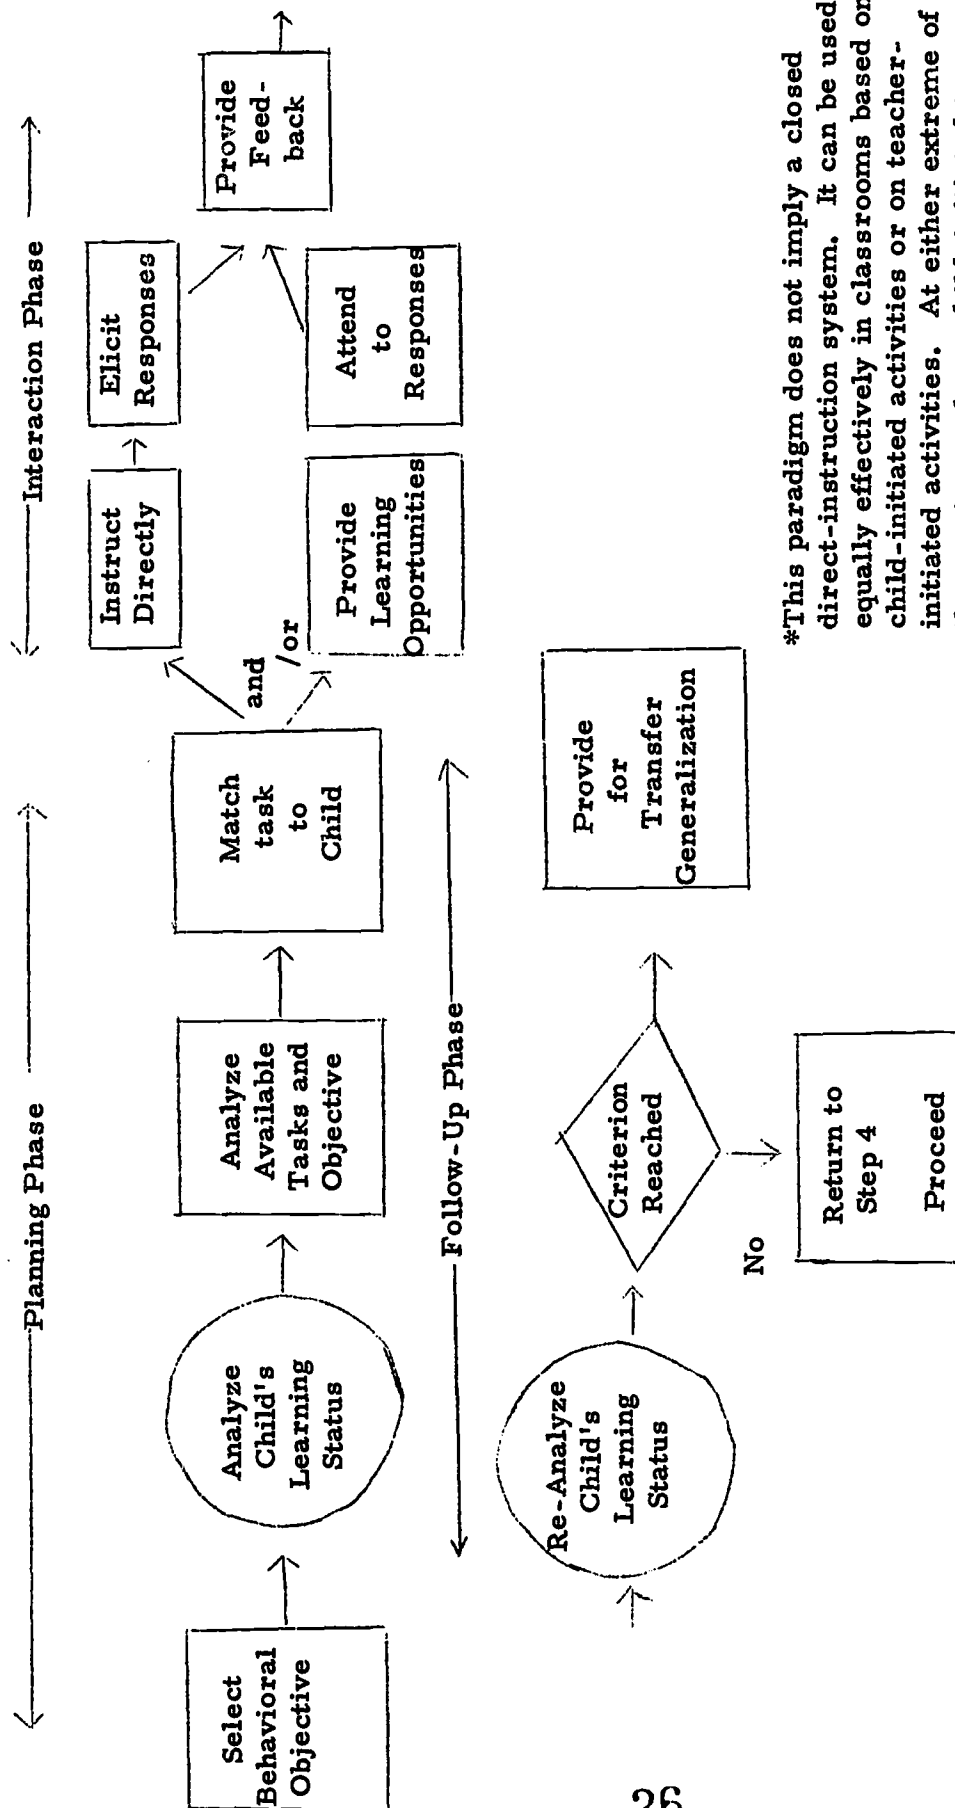 Planning Phase
Interaction Phase
Select
Behavioral
Objective
Analyze
Child's
Learning
Status
Analyze
Available
Tasks and
Objective
Match
task
to
Child
and
/or
Instruct
Directly
Elicit
Responses
Provide
Learning
Opportunities
Attend
to
Responses
Provide
Feed-
back
Follow-Up Phase
Re-Analyze
Child's
Learning
Status
Criterion
Reached
No
Return to
Step 4
Proceed
Provide
for
Transfer
Generalization
*This paradigm does not imply a closed
direct-instruction system. It can be used
equally effectively in classrooms based on
child-initiated activities or on teacher-
initiated activities. At either extreme of
26